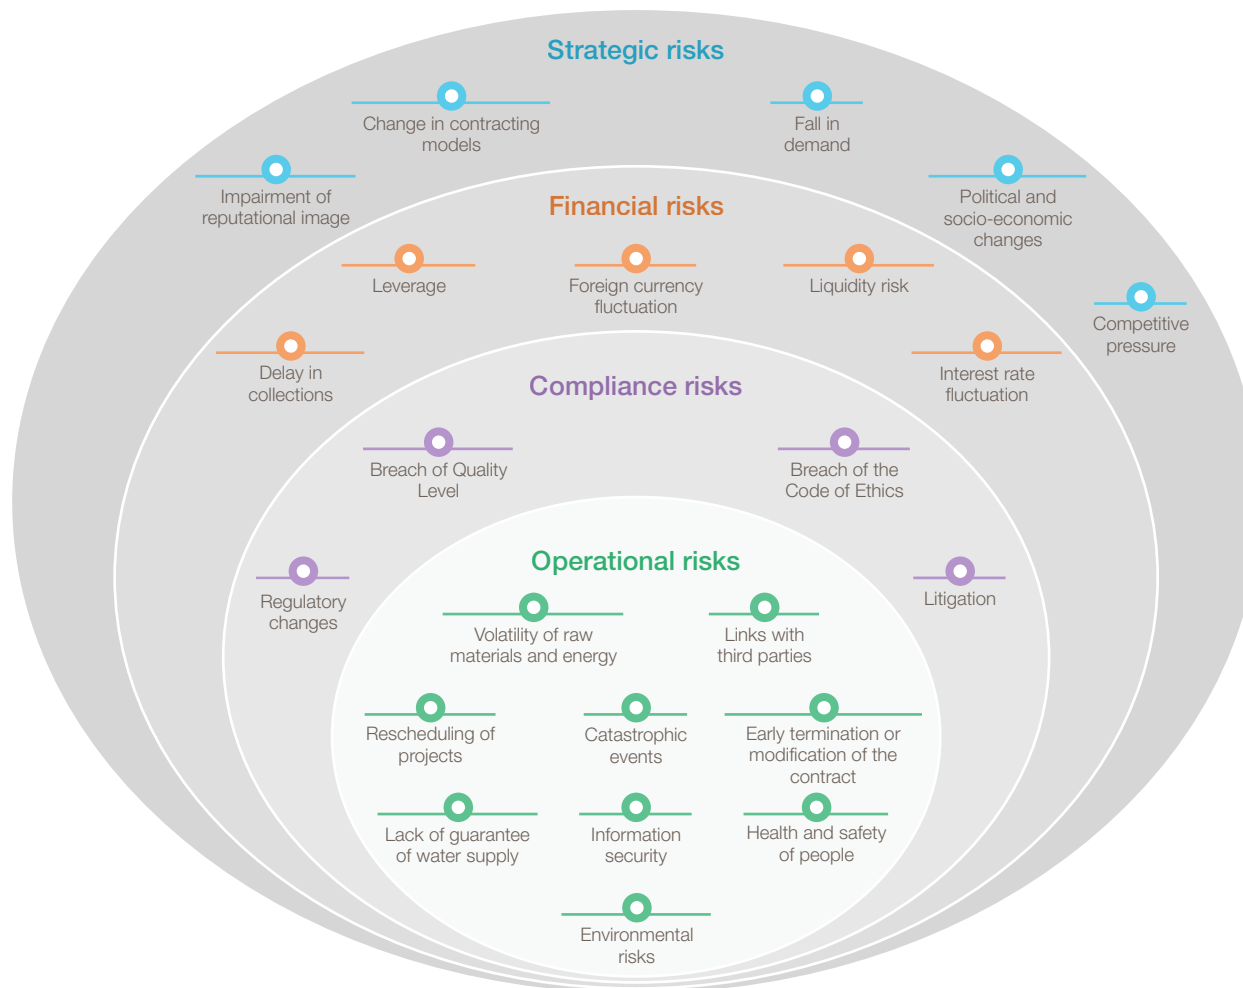 Strategic risks
Change in contracting
models
Fall in
demand
Impairment of
reputational image
Political and
socio-economic
changes
Competitive
pressure
Financial risks
Leverage
Foreign currency
fluctuation
Liquidity risk
Delay in
collections
Interest rate
fluctuation
Compliance risks
Breach of Quality
Level
Breach of the
Code of Ethics
Regulatory
changes
Litigation
Operational risks
Volatility of raw
materials and energy
Links with
third parties
Rescheduling of
projects
Catastrophic
events
Early termination or
modification of the
contract
Lack of guarantee
of water supply
Information
security
Health and safety
of people
Environmental
risks